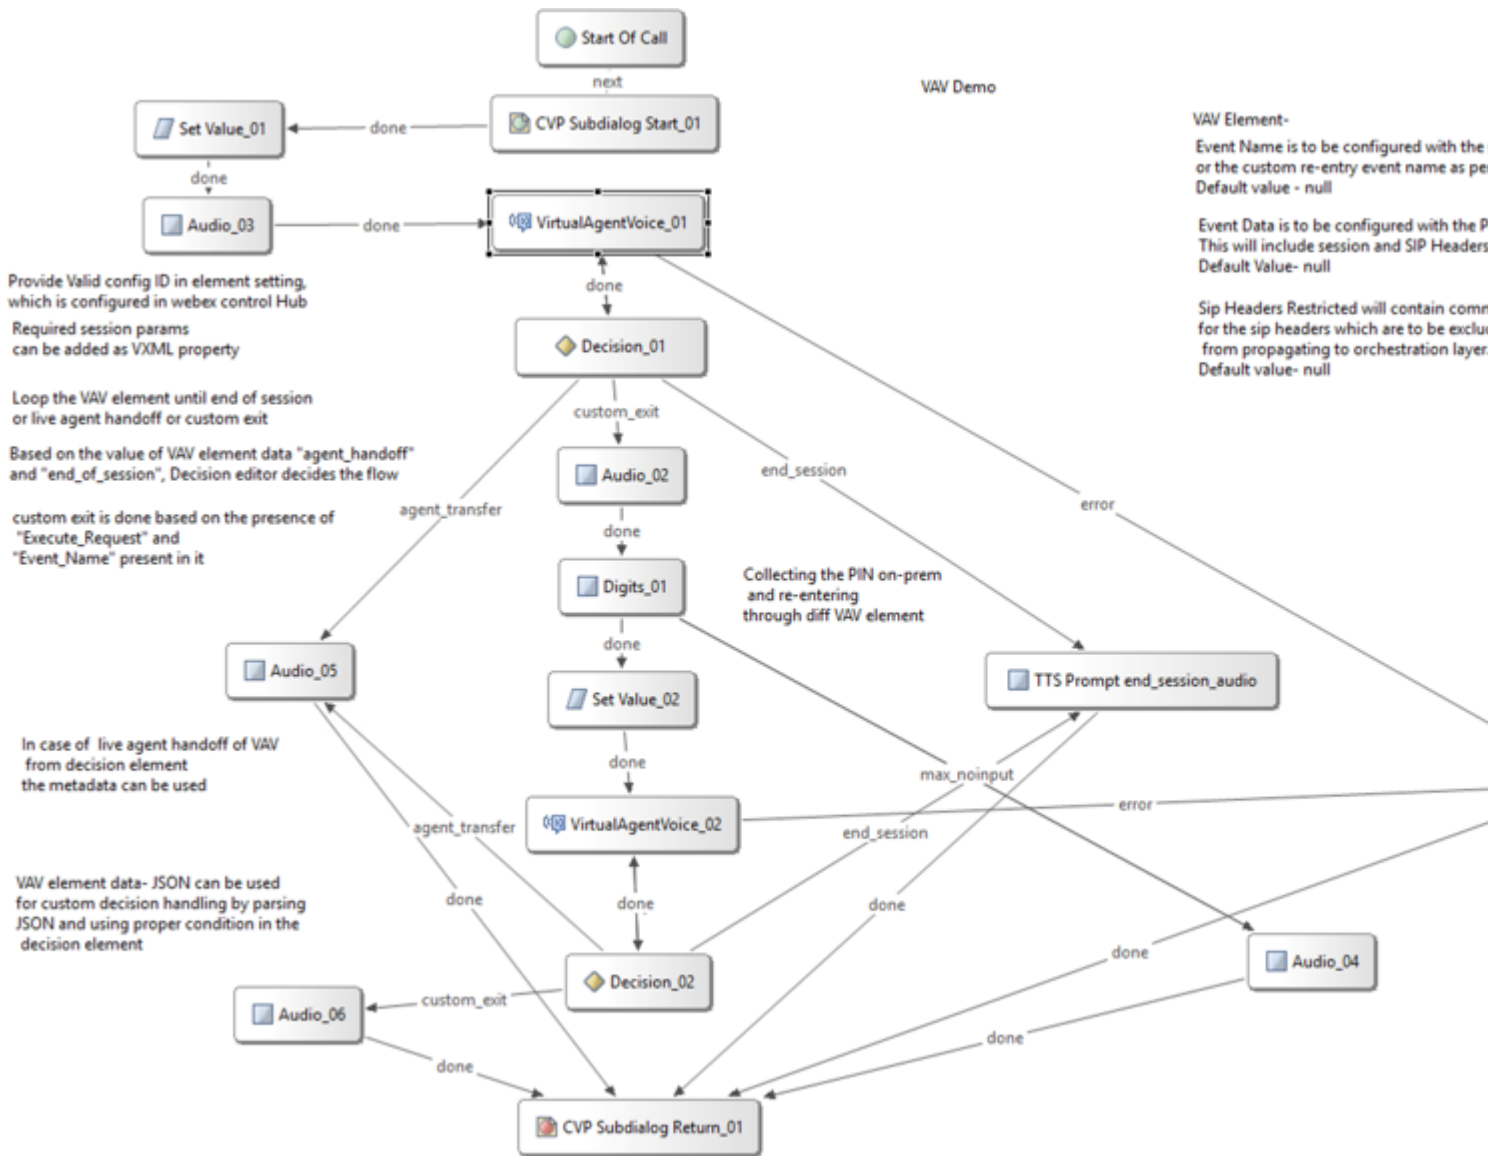 Start Of Call
next
VAV Demo
Set Value_01
done
CVP Subdialog Start_01
VAV Element-
Event Name is to be configured with the
or the custom re-entry event name as per
Default value - null
done
Audio_03
done
VirtualAgentVoice_01
Event Data is to be configured with the P
This will include session and SIP Headers
Default Value- null
Provide Valid config ID in element setting,
which is configured in webex control Hub
Required session params
can be added as VXML property
done
Decision_01
Sip Headers Restricted will contain comm
for the sip headers which are to be exclu
from propagating to orchestration layer.
Default value- null
Loop the VAV element until end of session
or live agent handoff or custom exit
custom_exit
Based on the value of VAV element data "agent_handoff"
and "end_of_session", Decision editor decides the flow
Audio_02
end_session
error
agent_transfer
custom exit is done based on the presence of
"Execute_Request" and
"Event_Name" present in it
done
Digits_01
Collecting the PIN on-prem
and re-entering
through diff VAV element
done
Audio_05
Set Value_02
TTS Prompt end_session_audio
In case of  live agent handoff of VAV
from decision element
the metadata can be used
done
max_noinput
error
agent_transfer
VirtualAgentVoice_02
end_session
VAV element data- JSON can be used
for custom decision handling by parsing
JSON and using proper condition in the
decision element
done
done
done
done
Audio_04
Decision_02
custom_exit
Audio_06
done
done
CVP Subdialog Return_01